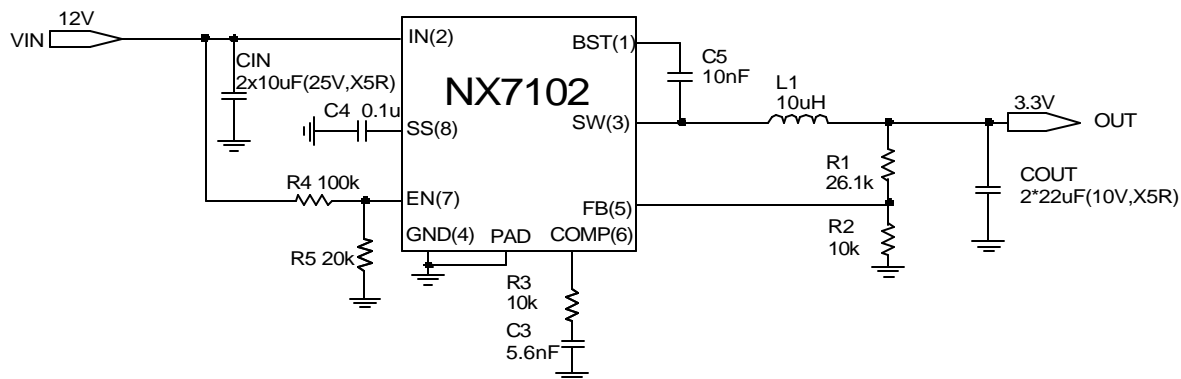 12V
VIN
IN(2)
BST(1)
CIN
2x10uF(25V,X5R)
C5
10nF
NX7102
L1
10uH
C4 0.1u
SS(8)
SW(3)
3.3V
OUT
R1
26.1k
COUT
2*22uF(10V,X5R)
R4 100k
EN(7)
FB(5)
GND(4)
PAD
COMP(6)
R2
10k
R5 20k
R3
10k
C3
5.6nF